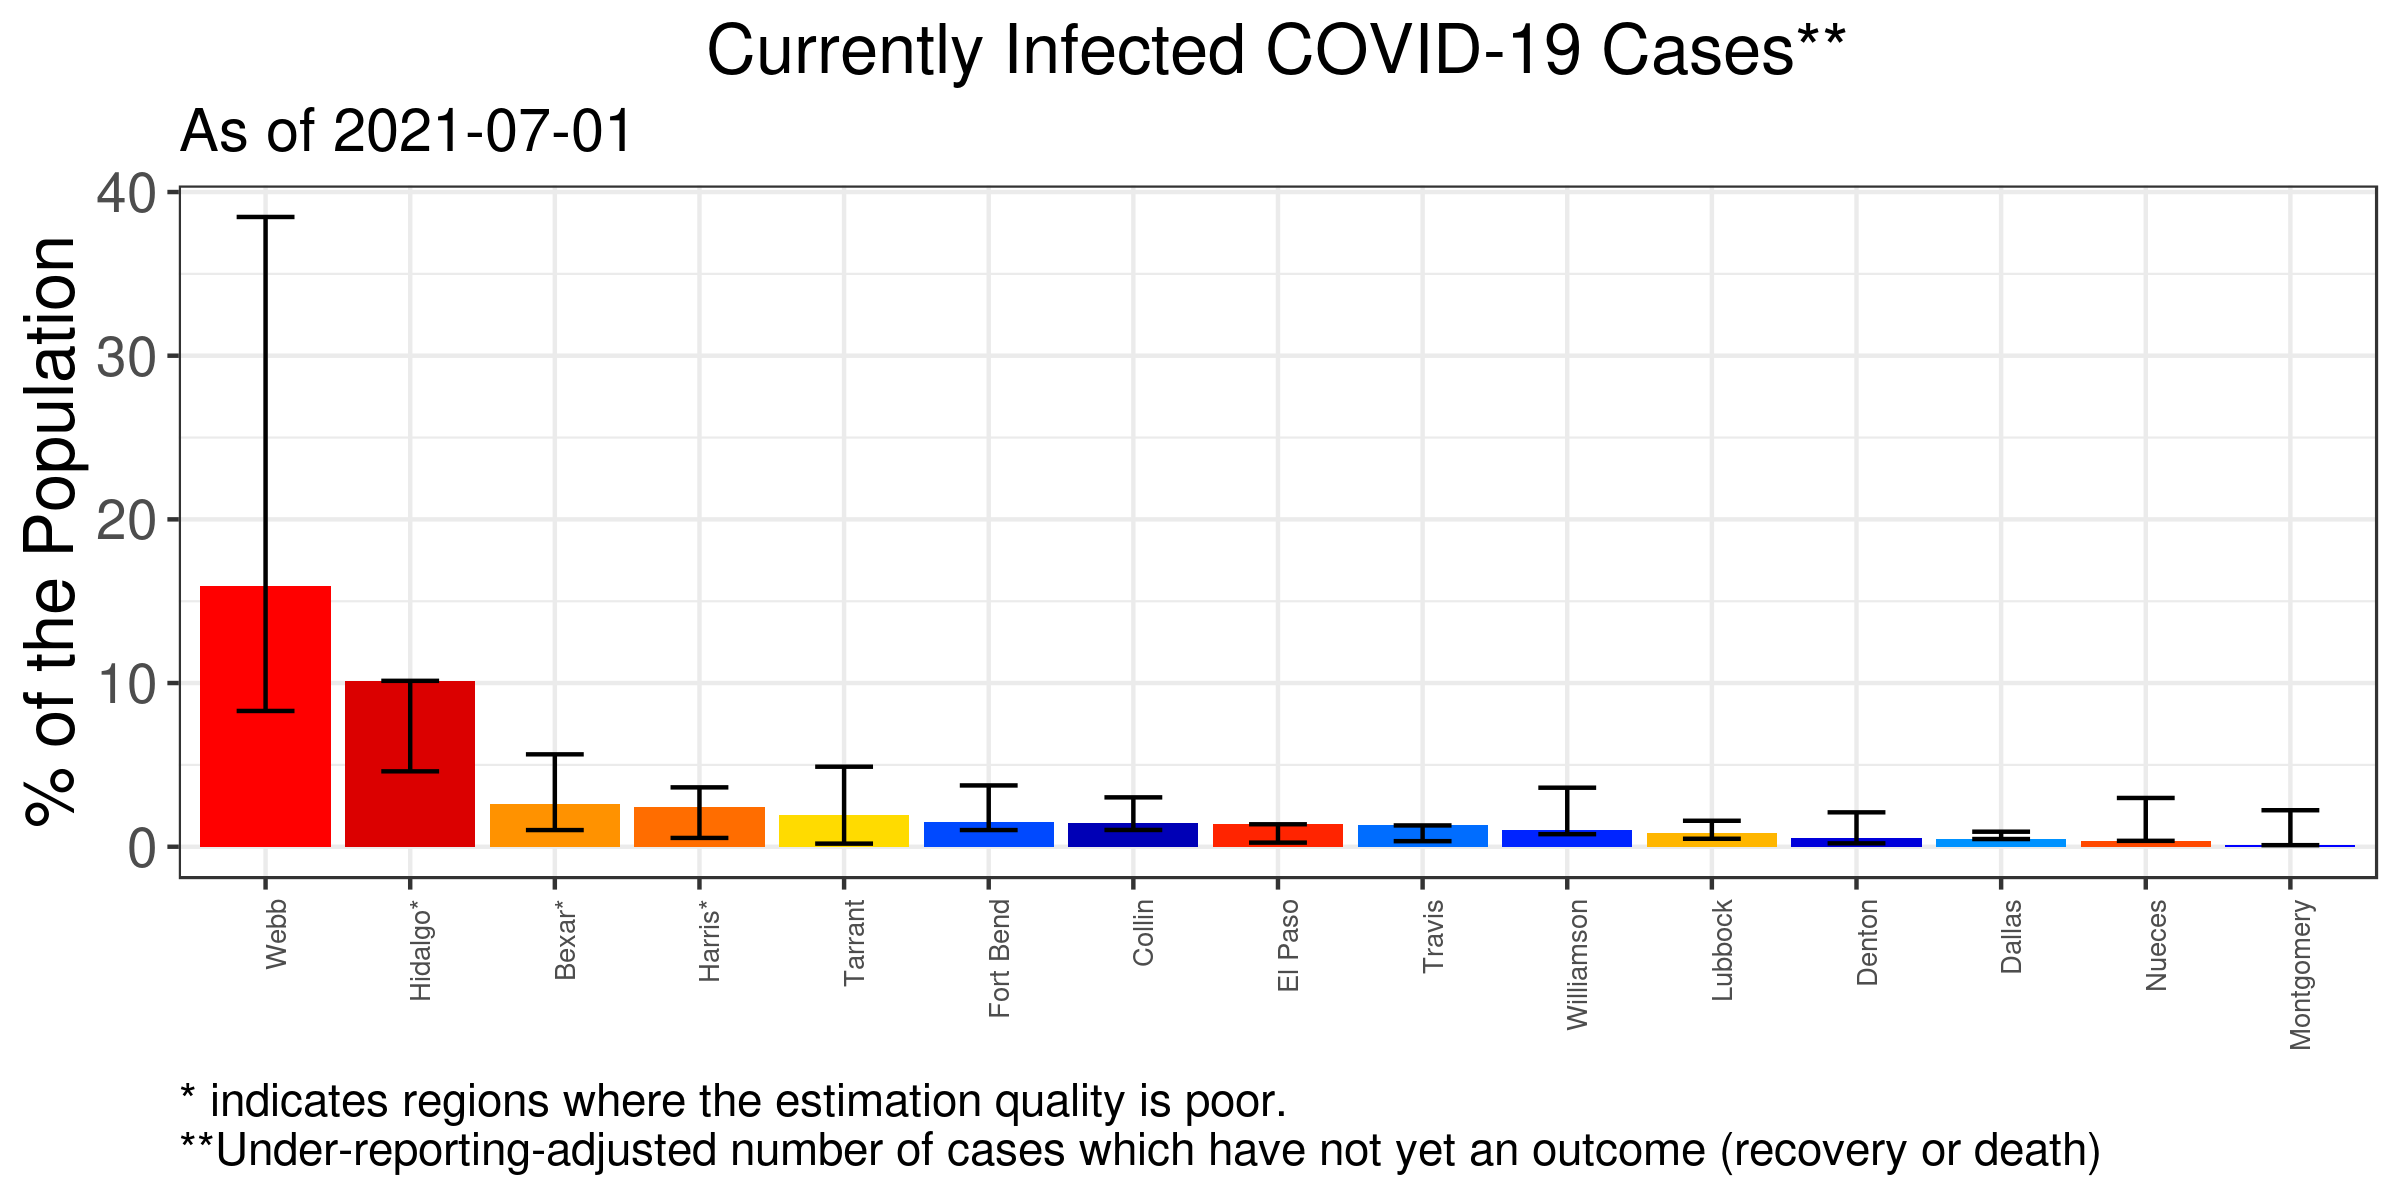 Currently Infected COVID-19 Cases**
As of 2021-07-01
% of the Population
40
30
20
10
0
Webb
Hidalgo*
Bexar*
Harris*
Tarrant
Fort Bend
Collin
El Paso
Travis
Williamson
Lubbock
Denton
Dallas
Nueces
Montgomery
* indicates regions where the estimation quality is poor.
**Under-reporting-adjusted number of cases which have not yet an outcome (recovery or death)